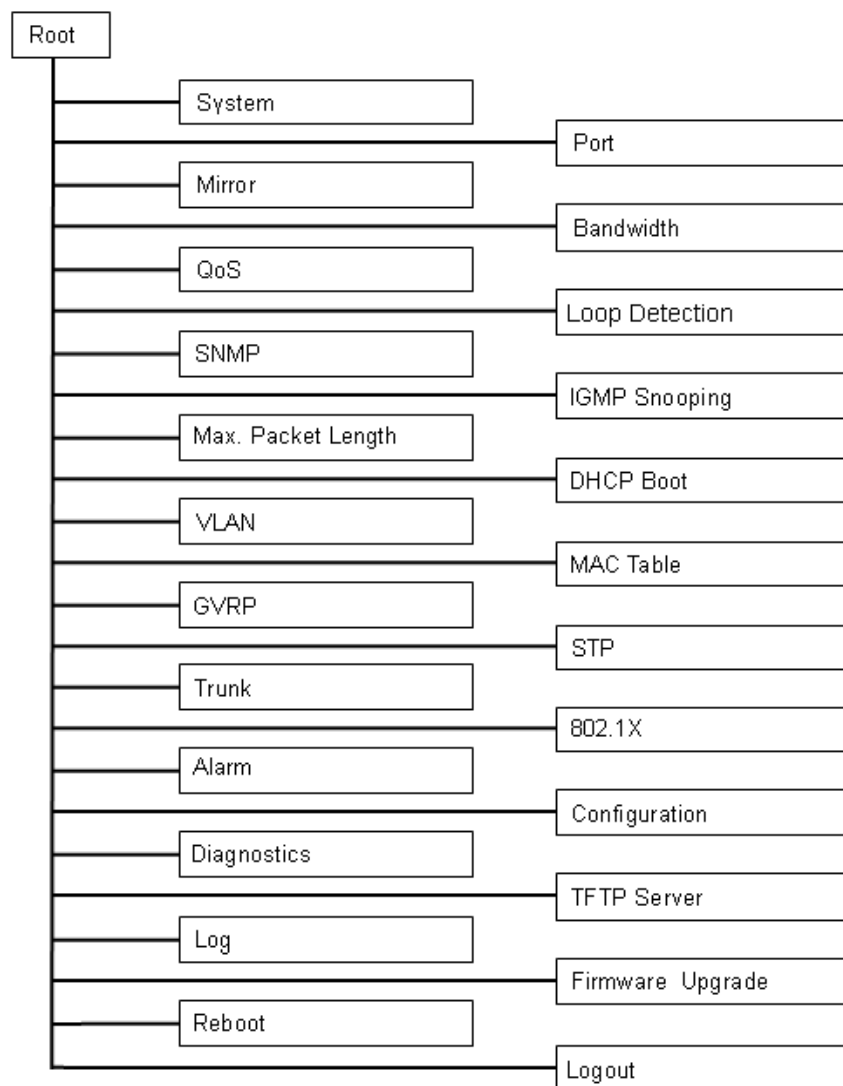 Root
System
Port
Mirror
Bandwidth
QoS
Loop Detection
SNMP
IGMP Snooping
Max. Packet Length
DHCP Boot
VLAN
MAC Table
GVRP
STP
Trunk
802.1X
Alarm
Configuration
Diagnostics
TFTP Server
Log
Firmware Upgrade
Reboot
Logout